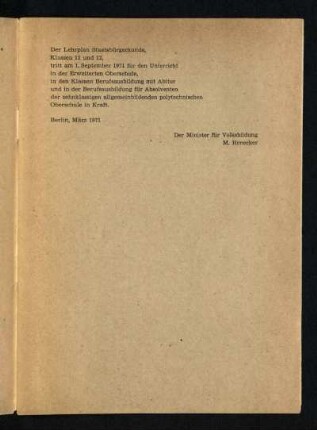 Der Lehrplan Staatsbürgerkunde,
Klassen 11 und 12,
tritt am 1. September 1971 für den Unterricht
in der Erweiterten Oberschule,
in den Klassen Berufsausbildung mit Abitur
und in der Berufsausbildung für Absolventen
der zehnklassigen allgemeinbildenden polytechnischen
Oberschule in Kraft.
Berlin, März 1971
Der Minister für Volksbildung
M. Honecker